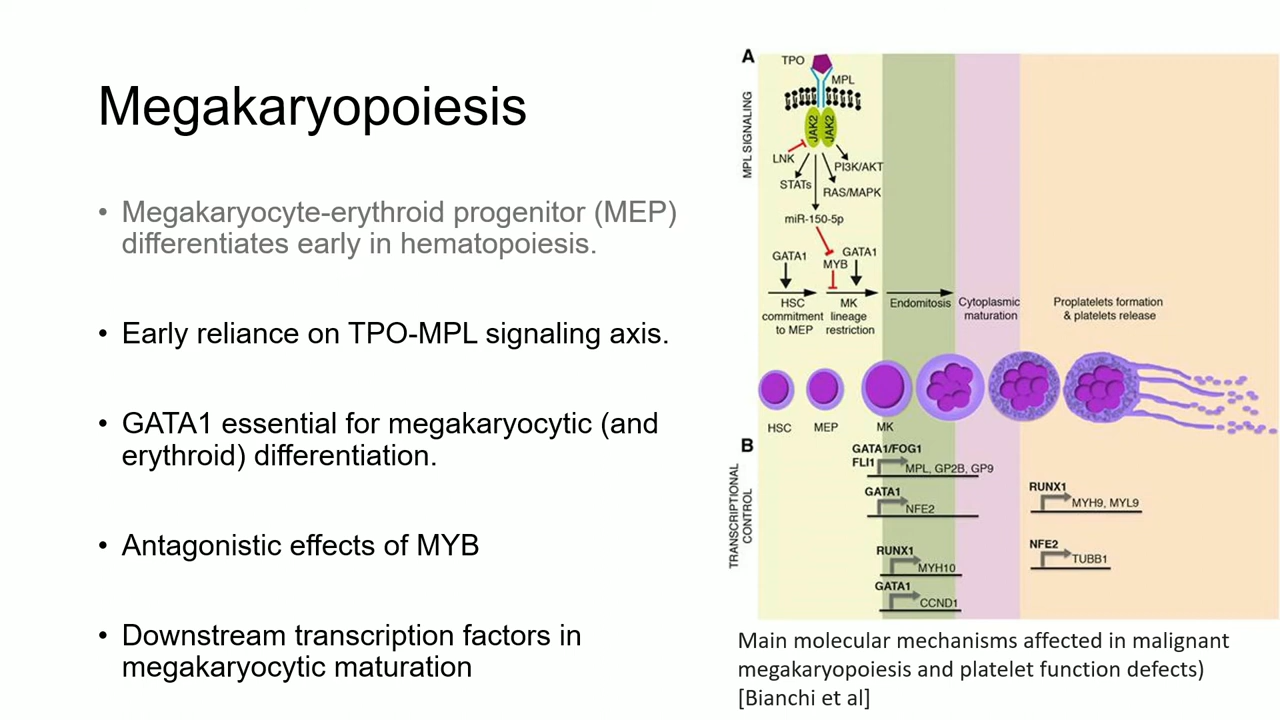 Megakaryopoiesis
• Megakaryocyte-erythroid progenitor (MEP)
differentiates early in hematopoiesis.
• Early reliance on TPO-MPL signaling axis.
• GATA1 essential for megakaryocytic (and
erythroid) differentiation.
• Antagonistic effects of MYB
• Downstream transcription factors in
megakaryocytic maturation
A
MPL SIGNALING
TPO
MPL
JAK2
JAK2
LNK
PI3K/AKT
STATs
RAS/MAPK
miR-150-5p
GATA1
GATA1
MYB
HSC
commitment
to MEP
MK
lineage
restriction
Endomitosis
Cytoplasmic
maturation
Proplatelets formation
& platelets release
HSC
MEP
MK
B
TRANSCRIPTIONAL
CONTROL
GATA1/FOG1
FLI1
MPL, GP2B, GP9
GATA1
NFE2
RUNX1
MYH10
GATA1
CCND1
RUNX1
MYH9, MYL9
NFE2
TUBB1
Main molecular mechanisms affected in malignant
megakaryopoiesis and platelet function defects)
[Bianchi et al]